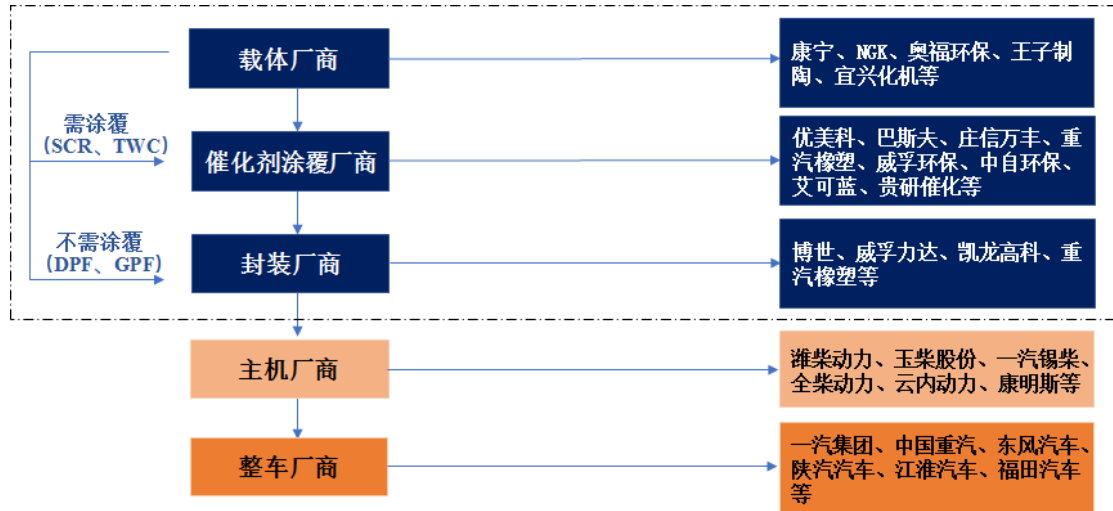 载体厂商
康宁、NGK、奥福环保、王子制
陶、宜兴化机等
需涂覆
(SCR、TWC)
催化剂涂覆厂商
优美科、巴斯夫、庄信万丰、重
汽橡塑、威孚环保、中自环保、
艾可蓝、贵研催化等
不需涂覆
(DPF、GPF)
封装厂商
博世、威孚力达、凯龙高科、重
汽橡塑等
主机厂商
潍柴动力、玉柴股份、一汽锡柴、
全柴动力、云内动力、康明斯等
整车厂商
一汽集团、中国重汽、东风汽车、
陕汽汽车、江淮汽车、福田汽车
等